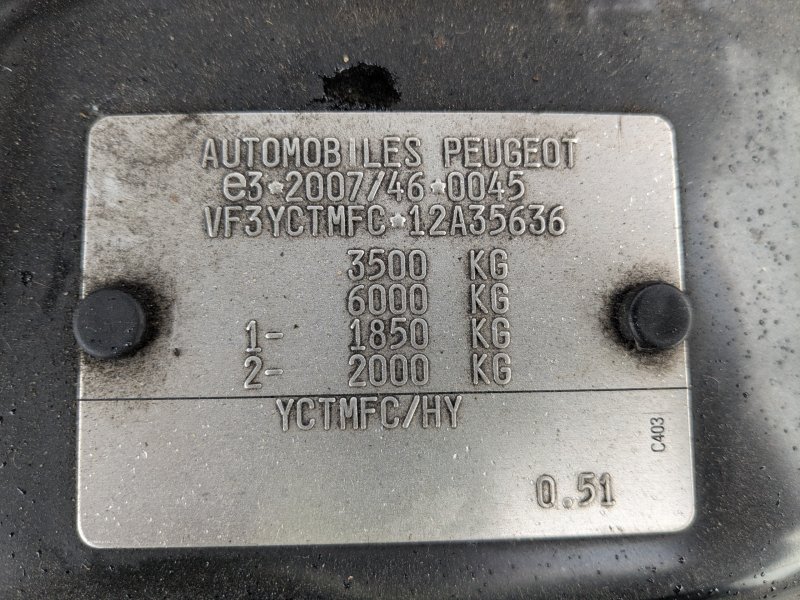 AUTOMOBILES PEUGEOT
e3*2007/46*0045
VF3YCTMFC*12A35636
3500 KG
6000 KG
1- 1850 KG
2- 2000 KG
YCTMFC/HY
C403
0.51